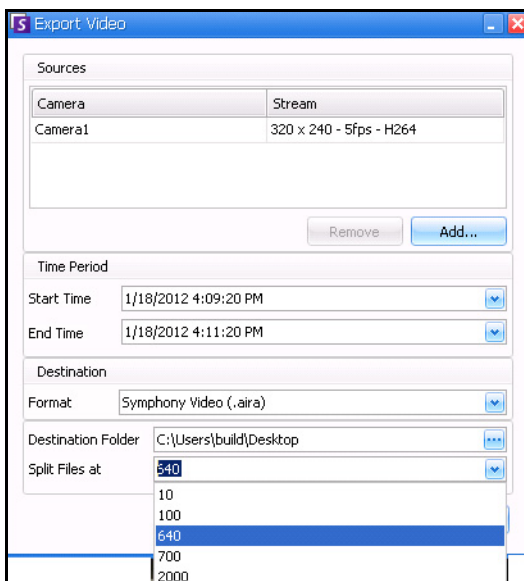 Export Video
Sources
Camera Stream
Camera1 320 x 240 - 5fps - H264
Remove Add...
Time Period
Start Time 1/18/2012 4:09:20 PM
End Time 1/18/2012 4:11:20 PM
Destination
Format Symphony Video (.aira)
Destination Folder C:\Users\build\Desktop
Split Files at 640
10
100
640
700
2000